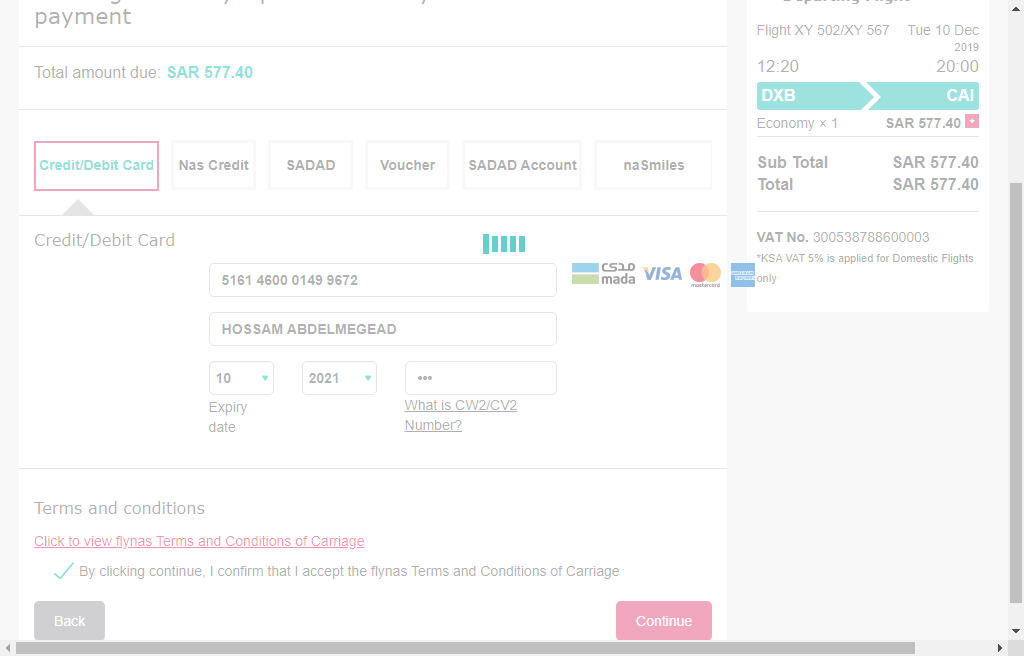 payment
Total amount due: SAR 577.40
Credit/Debit Card
Nas Credit
SADAD
Voucher
SADAD Account
naSmiles
Credit/Debit Card
5161 4600 0149 9672
مدى
mada
VISA
mastercard
HOSSAM ABDELMEGEAD
10
2021
•••
Expiry
date
What is CW2/CV2
Number?
Terms and conditions
Click to view flynas Terms and Conditions of Carriage
By clicking continue, I confirm that I accept the flynas Terms and Conditions of Carriage
Back
Continue
Flight XY 502/XY 567 Tue 10 Dec
2019
12:20 20:00
DXB CAI
Economy × 1 SAR 577.40 +
Sub Total SAR 577.40
Total SAR 577.40
VAT No. 300538788600003
*KSA VAT 5% is applied for Domestic Flights
only